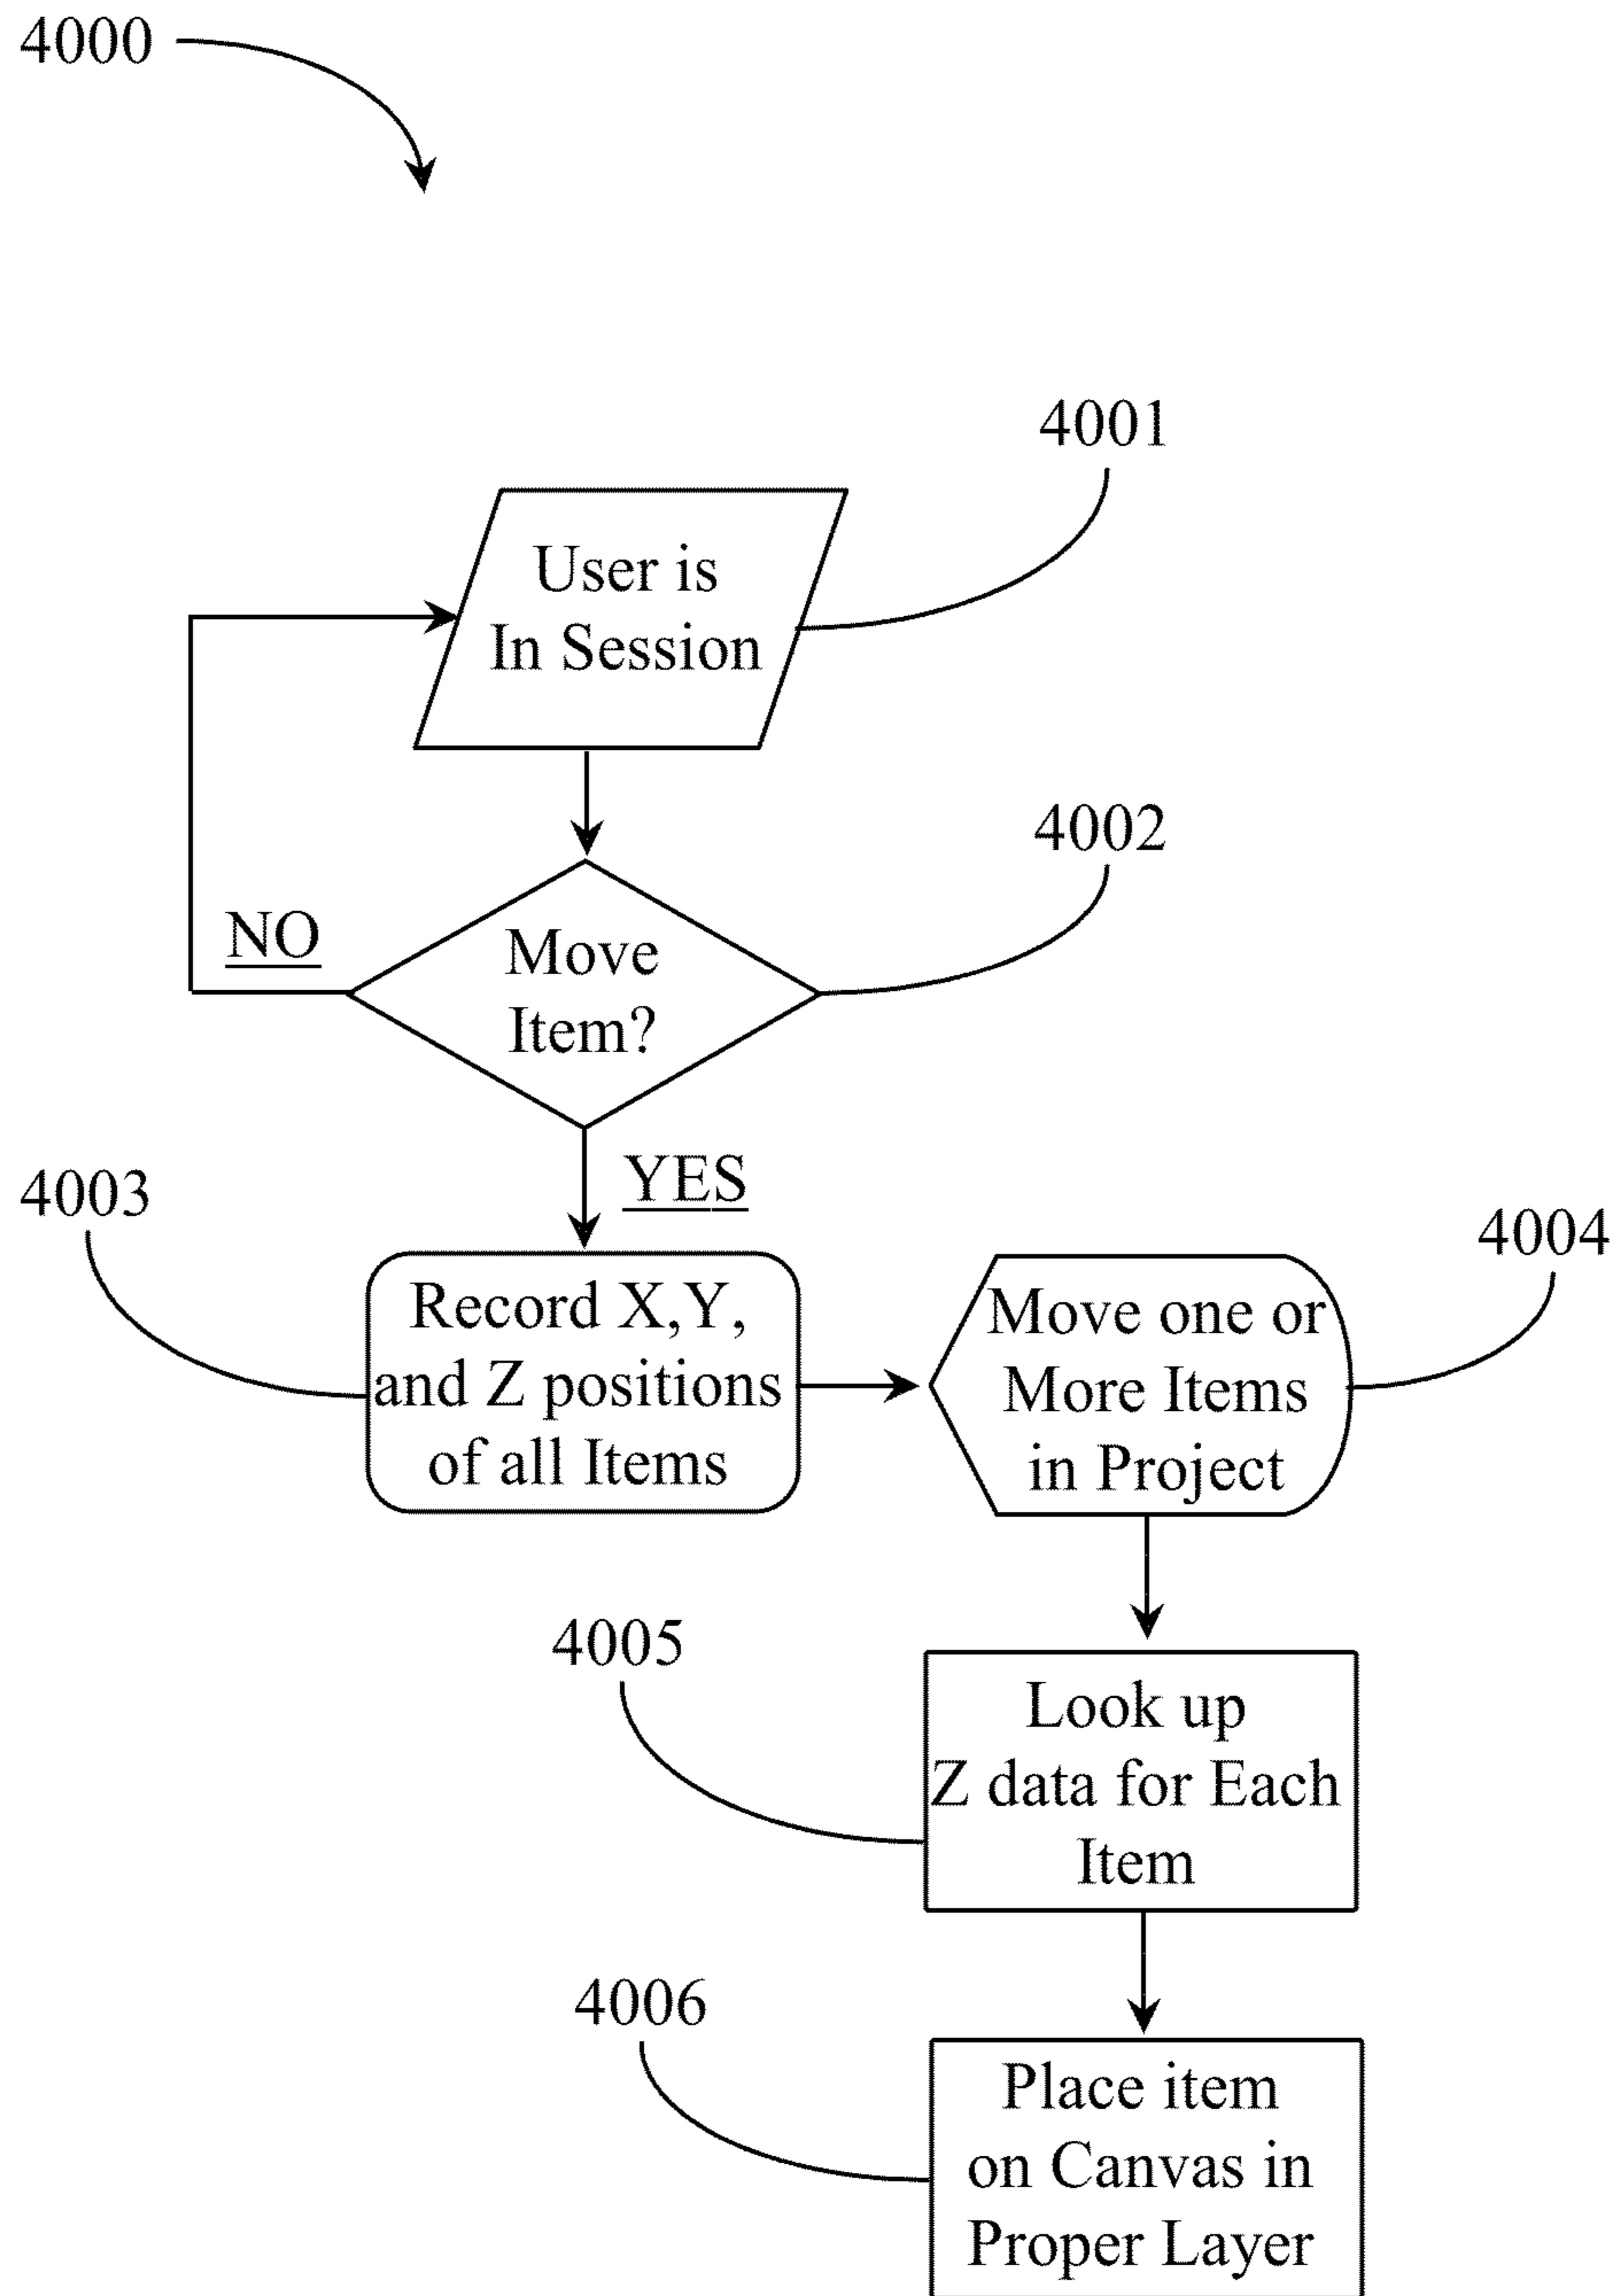 4000
4001
User is
In Session
4002
NO
Move
Item?
YES
4003
4004
Record X,Y,
and Z positions
of all Items
Move one or
More Items
in Project
4005
Look up
Z data for Each
Item
4006
Place item
on Canvas in
Proper Layer